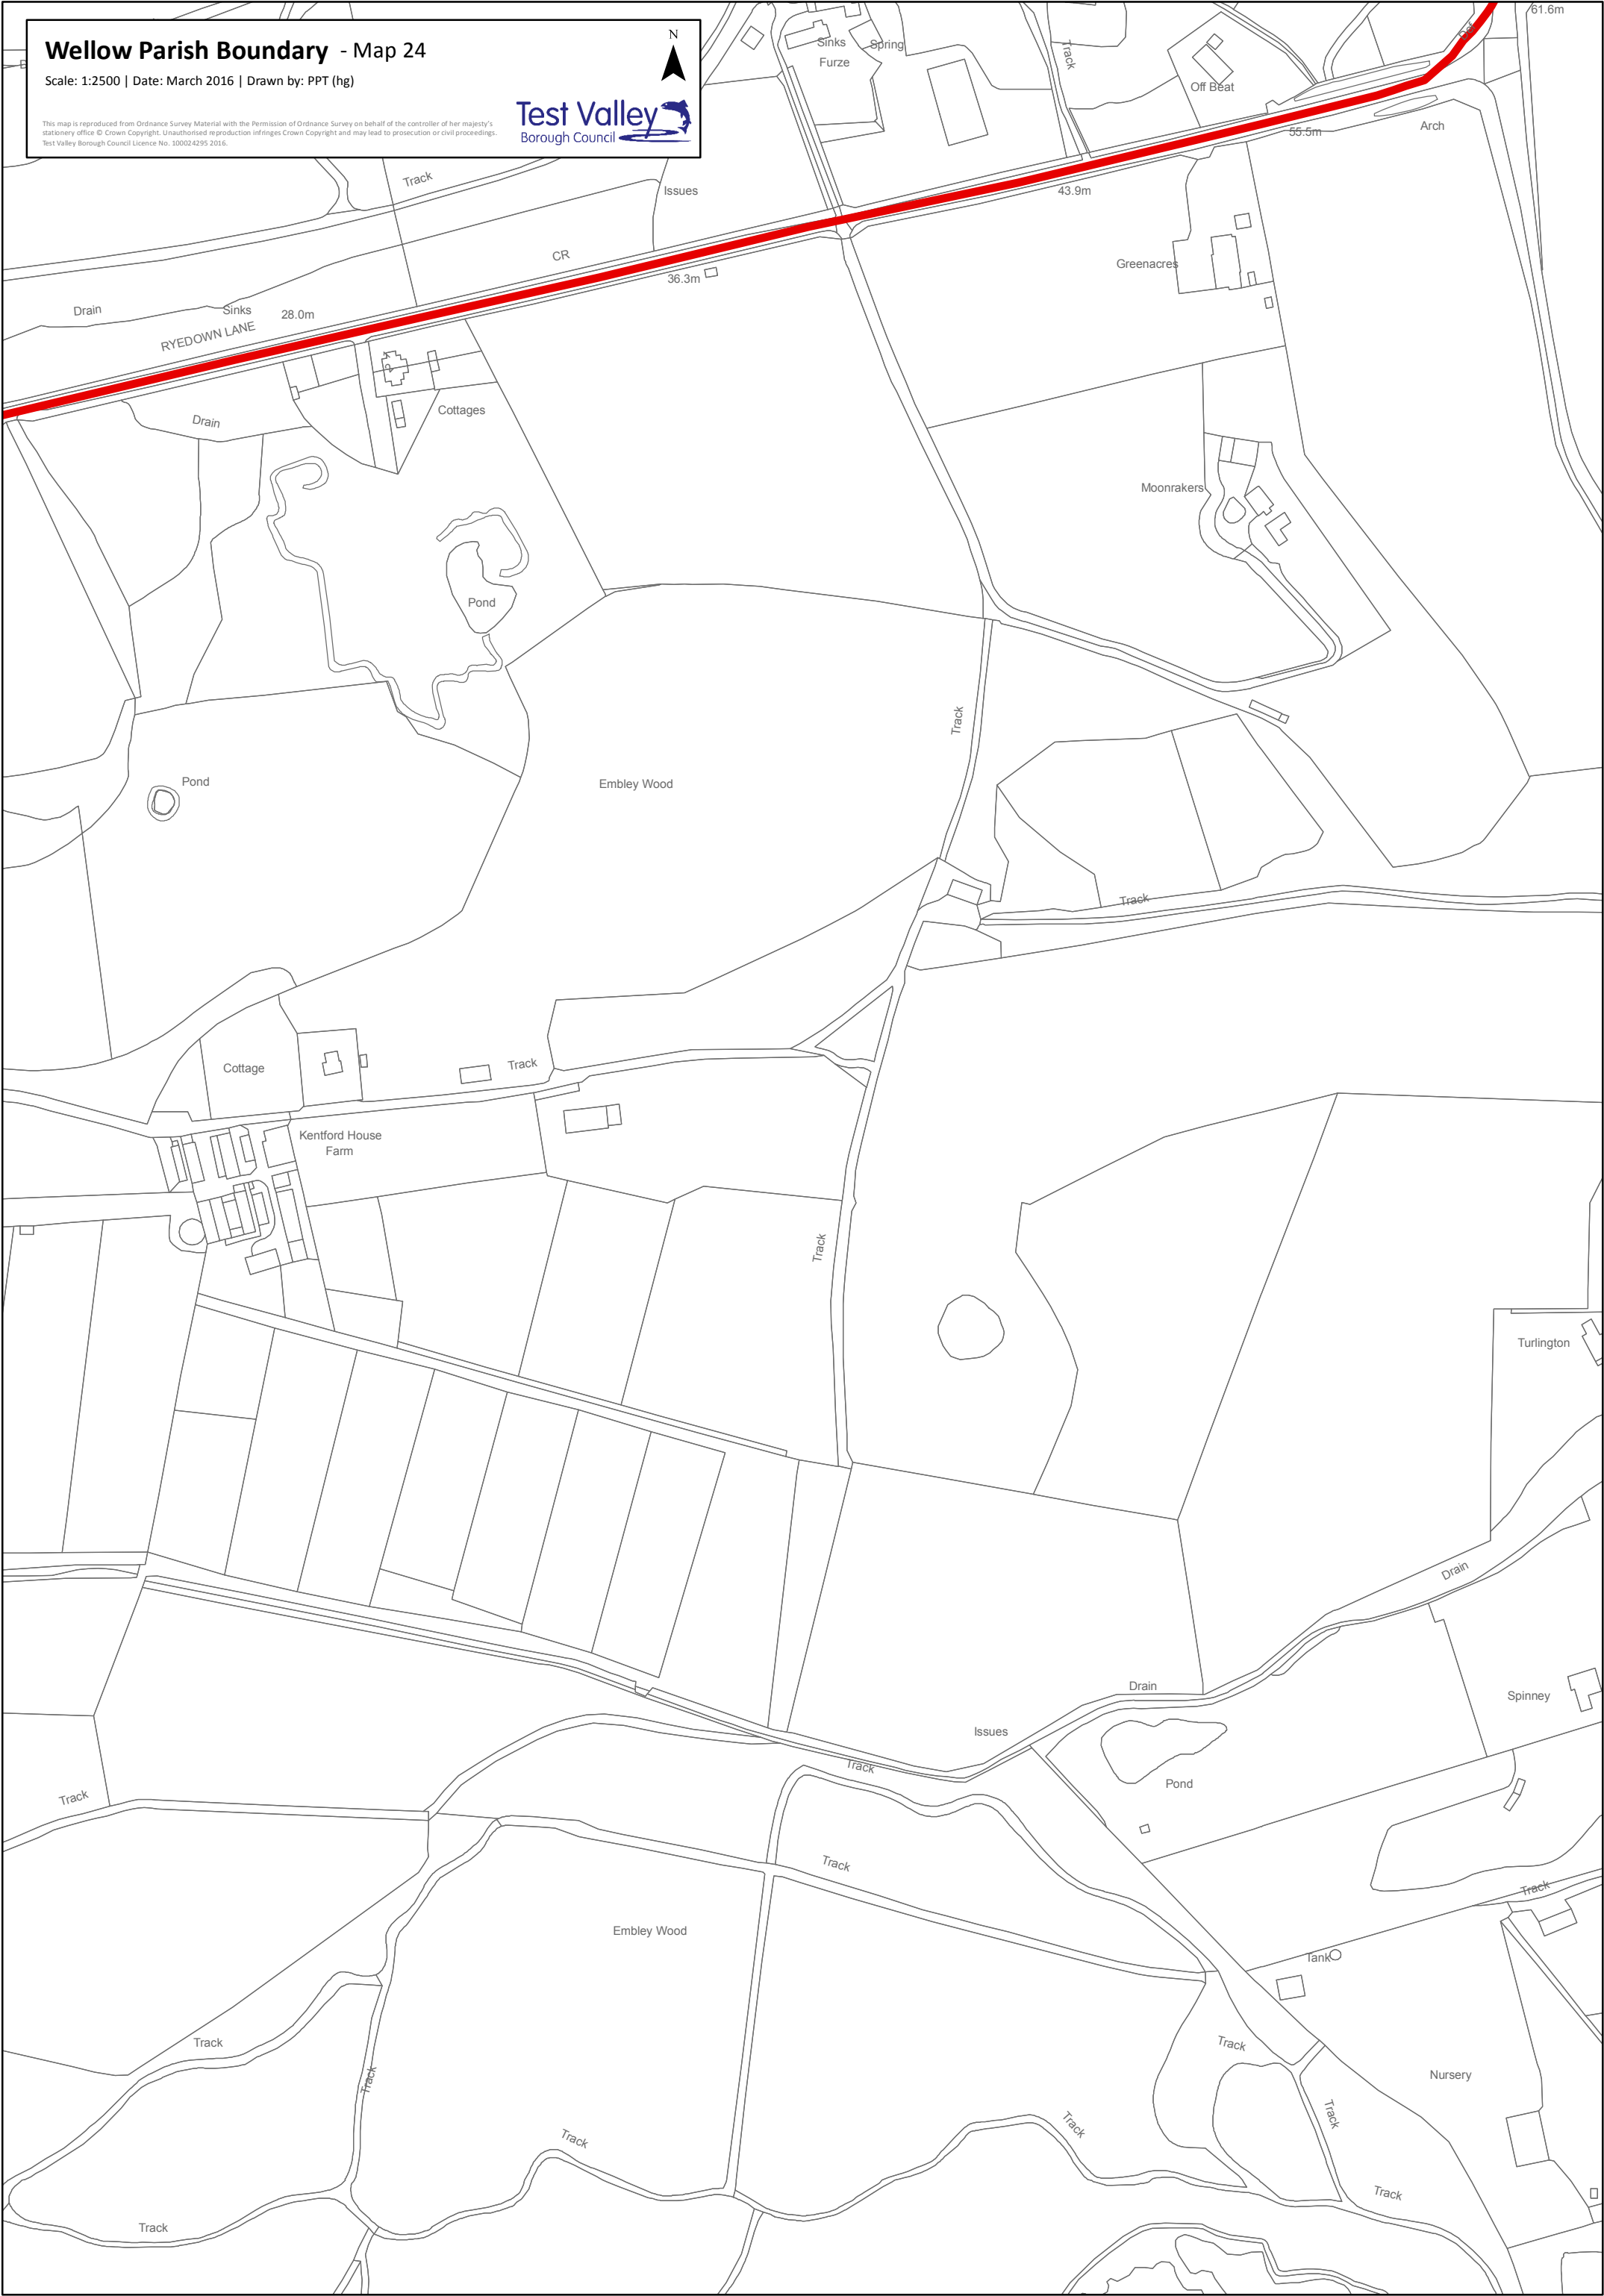 Wellow Parish Boundary - Map 24
Scale: 1:2500 | Date: March 2016 | Drawn by: PPT (hg)
N
This map is reproduced from Ordnance Survey Material with the Permission of Ordnance Survey on behalf of the controller of her majesty's
stationery office © Crown Copyright. Unauthorised reproduction infringes Crown Copyright and may lead to prosecution or civil proceedings.
Test Valley Borough Council Licence No. 100024295 2016.
Test Valley
Borough Council
61.6m
Sinks
Spring
Furze
Track
Off Beat
55.5m
Arch
Track
Issues
43.9m
CR
36.3m
Greenacres
Drain
Sinks
28.0m
RYEDOWN LANE
Cottages
Drain
Moonrakers
Pond
Track
Pond
Embley Wood
Track
Cottage
Track
Kentford House
Farm
Track
Turlington
Drain
Drain
Spinney
Issues
Track
Pond
Track
Track
Track
Embley Wood
Tank
Track
Track
Track
Nursery
Track
Track
Track
Track
Track